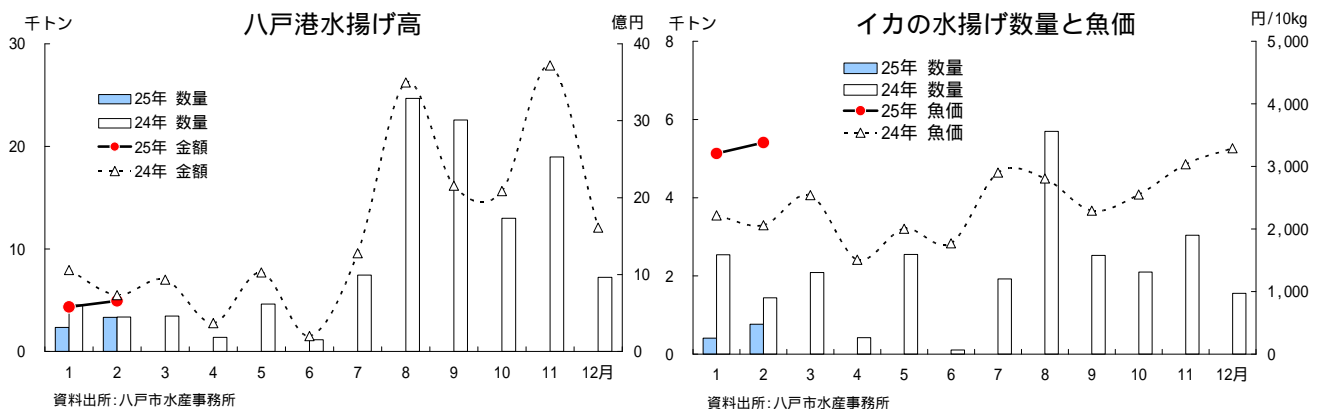 千トン
八戸港水揚げ高
億円
30
20
10
0
40
30
20
10
0
25年 数量
24年 数量
25年 金額
24年 金額
1 2 3 4 5 6 7 8 9 10 11 12月
資料出所:八戸市水産事務所
千トン
イカの水揚げ数量と魚価
円/10kg
8
6
4
2
0
5,000
4,000
3,000
2,000
1,000
0
25年 数量
24年 数量
25年 魚価
24年 魚価
1 2 3 4 5 6 7 8 9 10 11 12月
資料出所:八戸市水産事務所